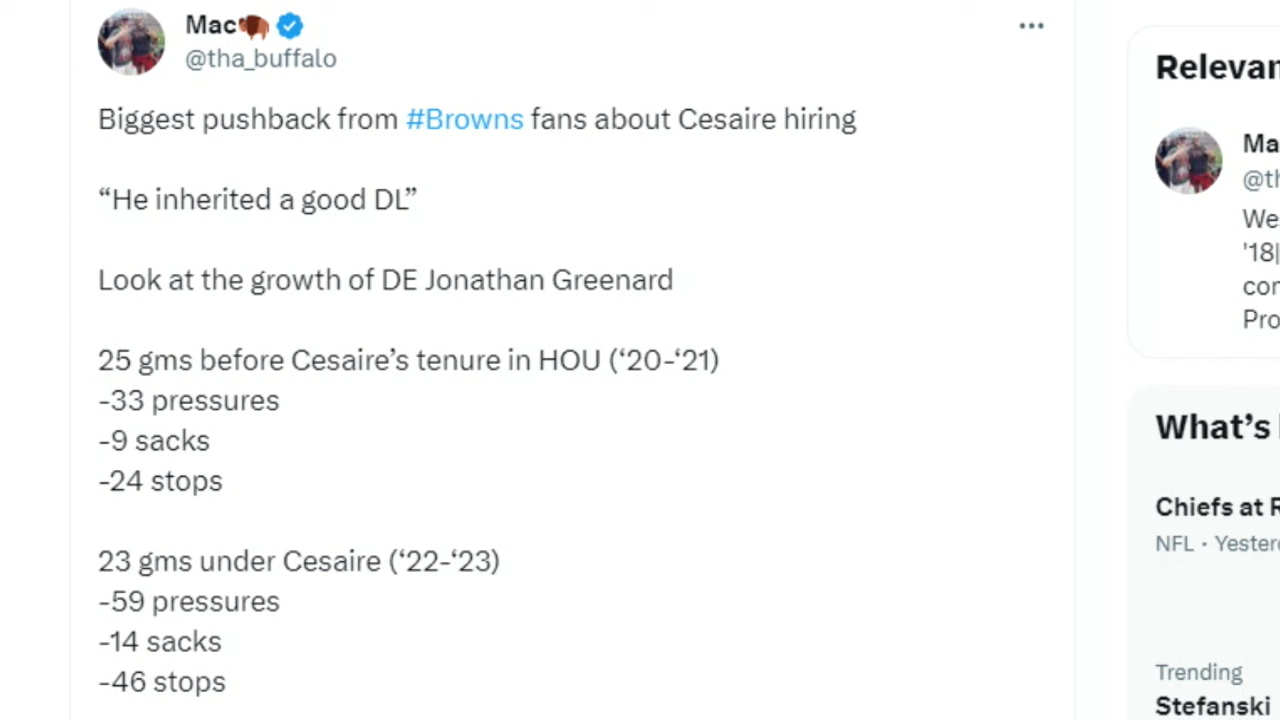 Mac🦬
@tha_buffalo
Biggest pushback from #Browns fans about Cesaire hiring
“He inherited a good DL”
Look at the growth of DE Jonathan Greenard
25 gms before Cesaire’s tenure in HOU (‘20-‘21)
-33 pressures
-9 sacks
-24 stops
23 gms under Cesaire (‘22-‘23)
-59 pressures
-14 sacks
-46 stops
Relevan
Ma
@th
We
'18|
con
Pro
What’s
Chiefs at R
NFL · Yester
Trending
Stefanski